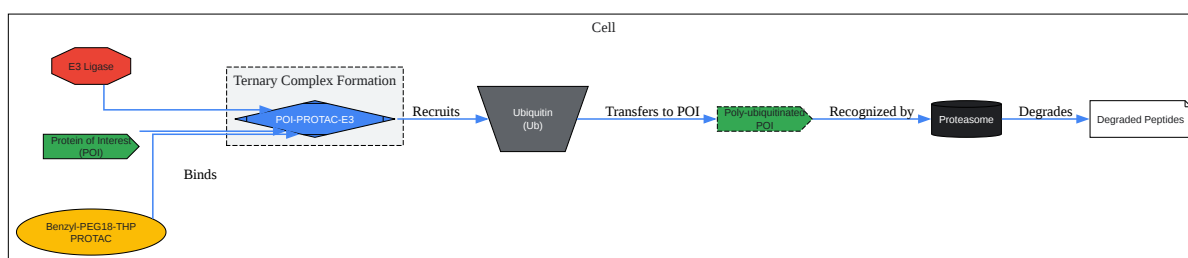 Cell
E3 Ligase
Ternary Complex Formation
POI-PROTAC-E3
Recruits
Ubiquitin
(Ub)
Transfers to POI
Poly-ubiquitinated
POI
Recognized by
Proteasome
Degrades
Degraded Peptides
Protein of Interest
(POI)
Binds
Benzyl-PEG18-THP
PROTAC